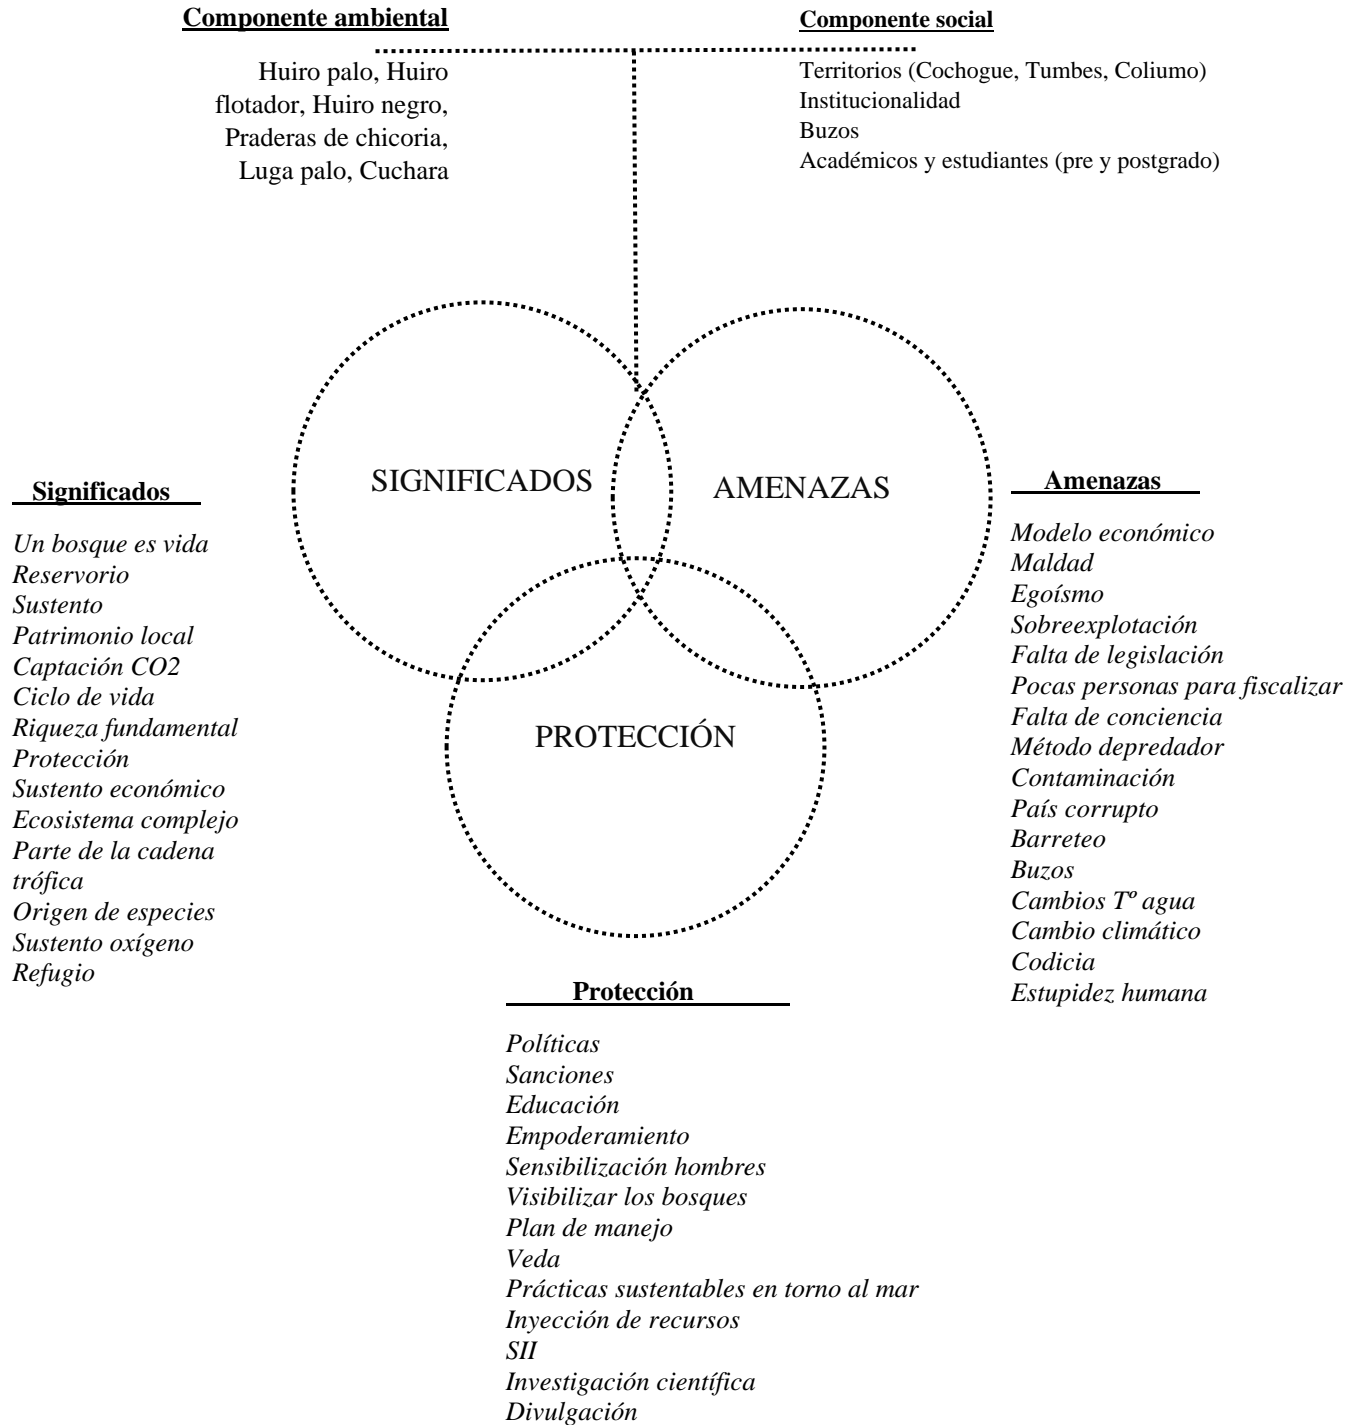 Componente ambiental
Huiro palo, Huiro
flotador, Huiro negro,
Praderas de chicoria,
Luga palo, Cuchara
Componente social
Territorios (Cochogue, Tumbes, Coliumo)
Institucionalidad
Buzos
Académicos y estudiantes (pre y postgrado)
SIGNIFICADOS
AMENAZAS
PROTECCIÓN
Significados
Un bosque es vida
Reservorio
Sustento
Patrimonio local
Captación CO2
Ciclo de vida
Riqueza fundamental
Protección
Sustento económico
Ecosistema complejo
Parte de la cadena
trófica
Origen de especies
Sustento oxígeno
Refugio
Amenazas
Modelo económico
Maldad
Egoísmo
Sobreexplotación
Falta de legislación
Pocas personas para fiscalizar
Falta de conciencia
Método depredador
Contaminación
País corrupto
Barreteo
Buzos
Cambios Tº agua
Cambio climático
Codicia
Estupidez humana
Protección
Políticas
Sanciones
Educación
Empoderamiento
Sensibilización hombres
Visibilizar los bosques
Plan de manejo
Veda
Prácticas sustentables en torno al mar
Inyección de recursos
SII
Investigación científica
Divulgación